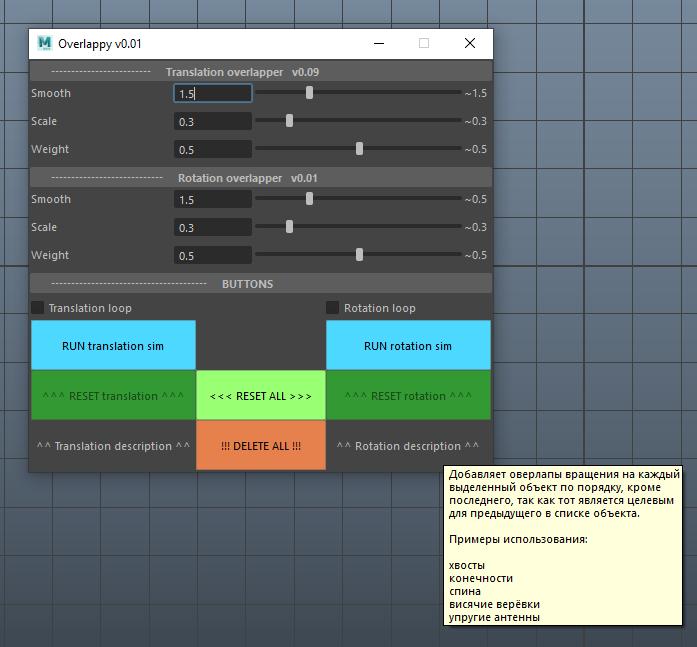 Overlappy v0.01
------------------------- Translation overlapper v0.09
Smooth 1.5 ~1.5
Scale 0.3 ~0.3
Weight 0.5 ~0.5
---------------------------- Rotation overlapper v0.01
Smooth 1.5 ~0.5
Scale 0.3 ~0.3
Weight 0.5 ~0.5
--------------------------------------- BUTTONS
Translation loop Rotation loop
RUN translation sim RUN rotation sim
^^^ RESET translation ^^^ <<< RESET ALL >>> ^^^ RESET rotation ^^^
^^ Translation description ^^ !!! DELETE ALL !!! ^^ Rotation description ^^
Добавляет оверлапы вращения на каждый
выделенный объект по порядку, кроме
последнего, так как тот является целевым
для предыдущего в списке объекта.
Примеры использования:
хвосты
конечности
спина
висячие верёвки
упругие антенны